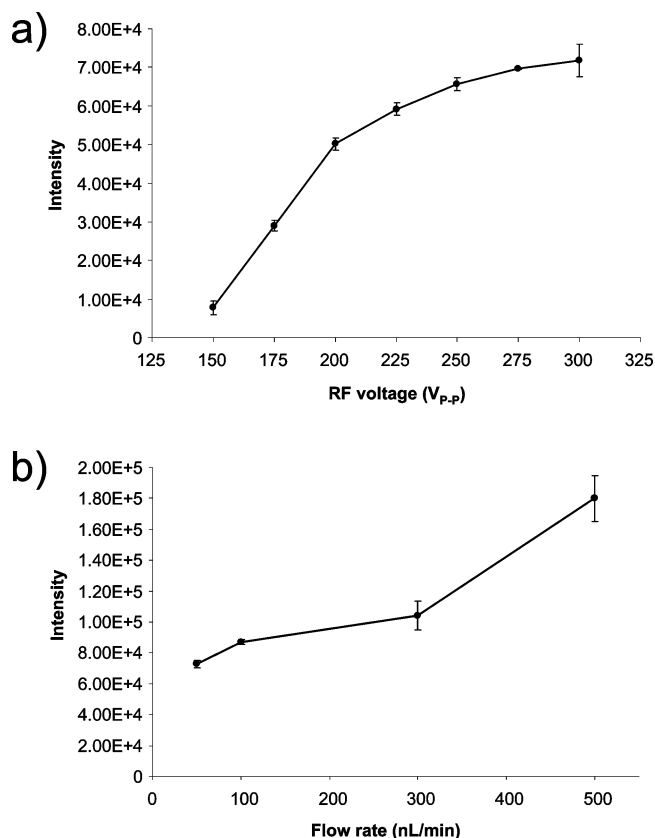 a)
8.00E+4
7.00E+4
6.00E+4
5.00E+4
4.00E+4
3.00E+4
2.00E+4
1.00E+4
0
Intensity
125 150 175 200 225 250 275 300 325
RF voltage (VP-P)
b)
2.00E+5
1.80E+5
1.60E+5
1.40E+5
1.20E+5
1.00E+5
8.00E+4
6.00E+4
4.00E+4
2.00E+4
0
Intensity
0 100 200 300 400 500
Flow rate (nL/min)